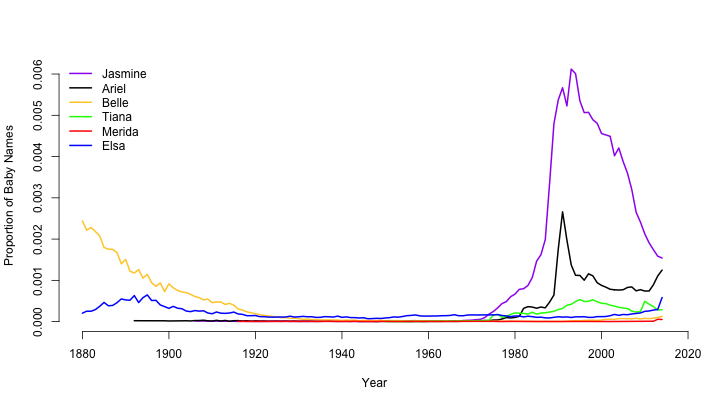 Proportion of Baby Names
0.006
0.005
0.004
0.003
0.002
0.001
0.000
Jasmine
Ariel
Belle
Tiana
Merida
Elsa
1880 1900 1920 1940 1960 1980 2000 2020
Year